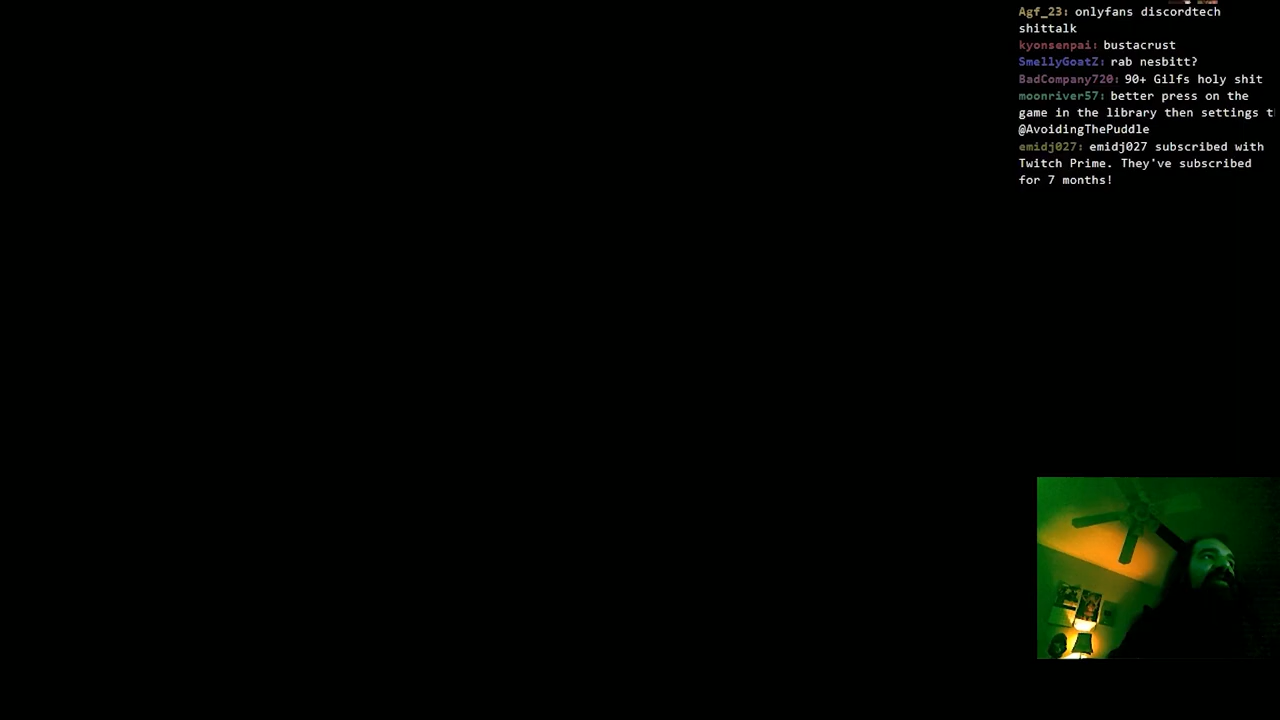 Agf_23: onlyfans discordtech
shittalk
kyonsenpai: bustacrust
SmellyGoatZ: rab nesbitt?
BadCompany720: 90+ Gilfs holy shit
moonriver57: better press on the
game in the library then settings t
@AvoidingThePuddle
emidj027: emidj027 subscribed with
Twitch Prime. They've subscribed
for 7 months!